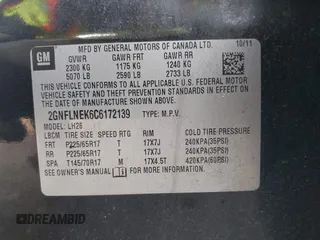 GM
MFD BY GENERAL MOTORS OF CANADA LTD. 10/11
GVWR GAWR FRT GAWR RR
2300 KG 1175 KG 1240 KG
5070 LB 2590 LB 2733 LB
THIS VEHICLE CONFORMS TO ALL APPLICABLE U.S. FEDERAL MOTOR
VEHICLE SAFETY AND THEFT PREVENTION STANDARDS IN EFFECT ON
THE DATE OF MANUFACTURE SHOWN ABOVE.
2GNFLNEK6C6172139 TYPE: M.P.V.
MODEL: LH26
LBCM TIRE SIZE SPEED RTG RIM COLD TIRE PRESSURE
FRT P225/65R17 T 17X7J 240KPA(35PSI)
RR P225/65R17 T 17X7J 240KPA(35PSI)
SPA T145/70R17 M 17X4.5T 420KPA(60PSI)
SEE OWNER'S MANUAL FOR ADDITIONAL INFORMATION.
DREAMBID